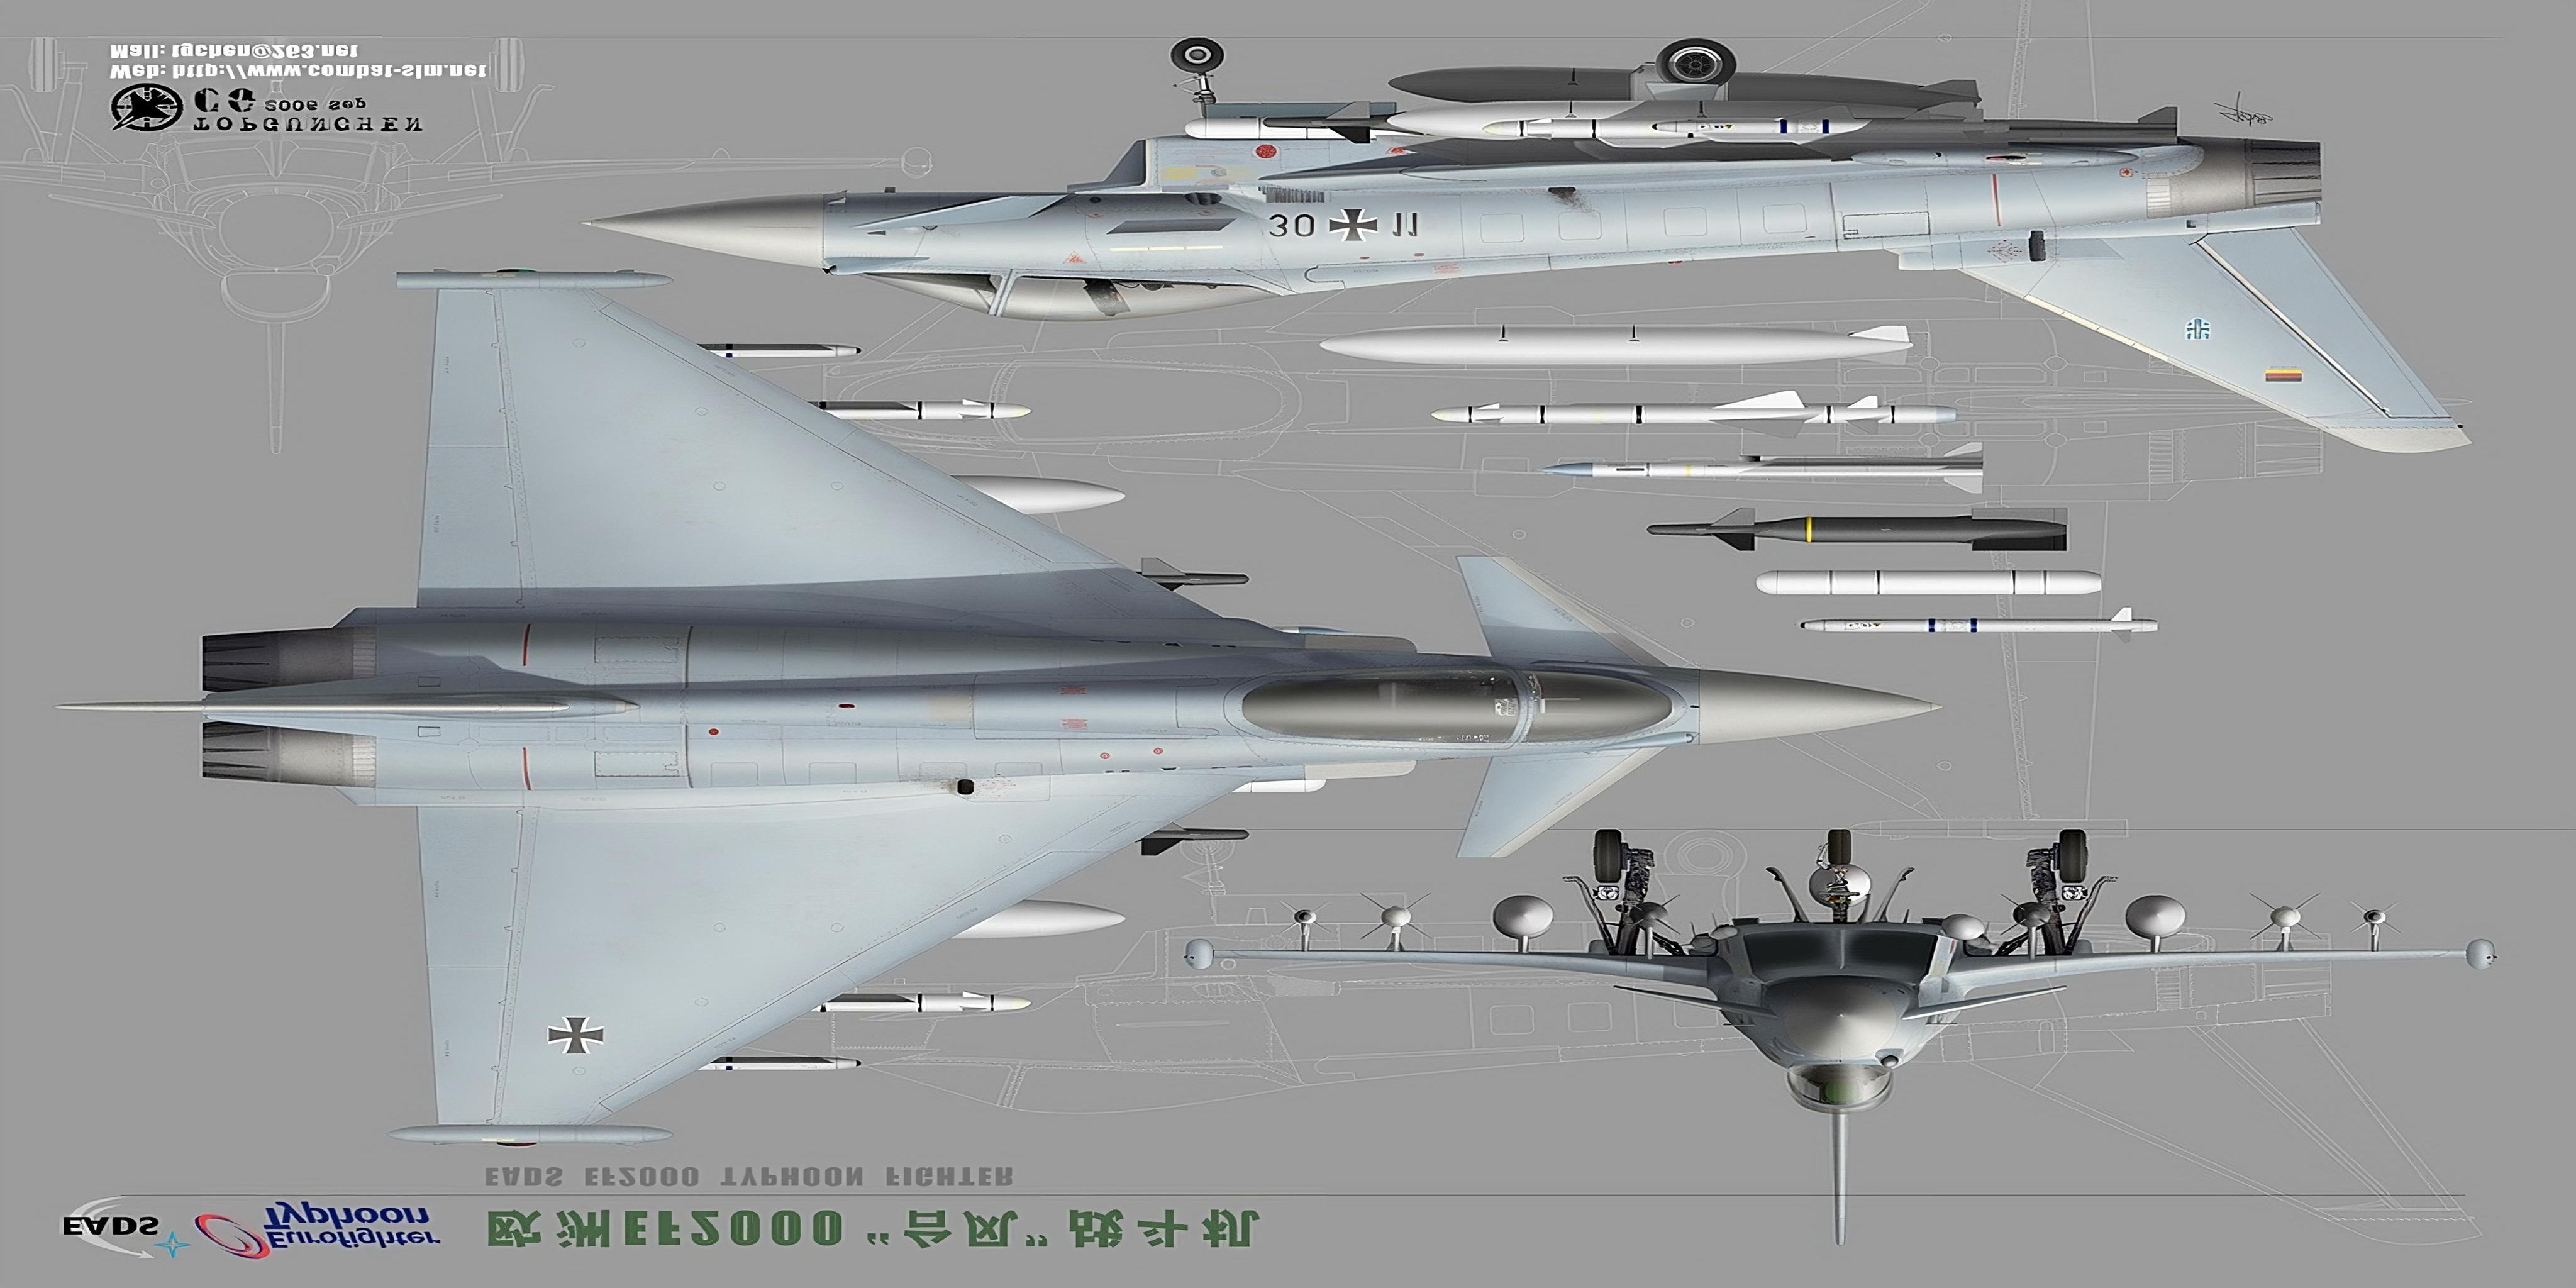 欧洲EF2000“台风”战斗机
EADS
Eurofighter
Typhoon
EADS EF2000 TYPHOON FIGHTER
30 11
TOPGUNCHEN
CG 2006 Sep
Web: http://www.combat-sim.net
Mail: tgchen@263.net